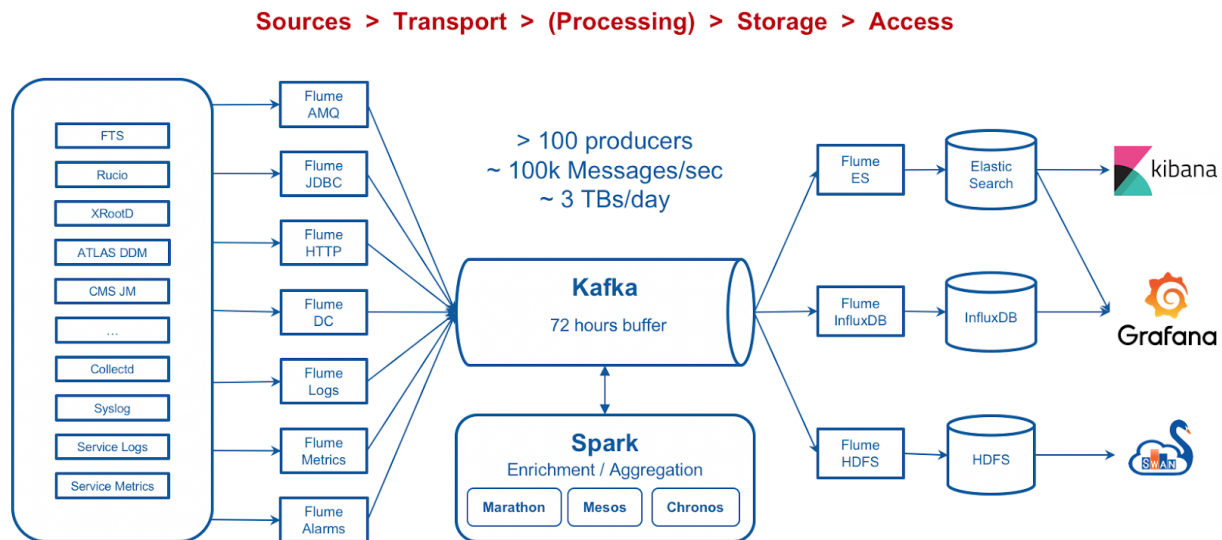 Sources > Transport > (Processing) > Storage > Access
FTS
Rucio
XRootD
ATLAS DDM
CMS JM
...
Collectd
Syslog
Service Logs
Service Metrics
Flume
AMQ
Flume
JDBC
Flume
HTTP
Flume
DC
Flume
Logs
Flume
Metrics
Flume
Alarms
> 100 producers
~ 100k Messages/sec
~ 3 TBs/day
Kafka
72 hours buffer
Spark
Enrichment / Aggregation
Marathon
Mesos
Chronos
Flume
ES
Flume
InfluxDB
Flume
HDFS
Elastic
Search
InfluxDB
HDFS
kibana
Grafana
SWAN